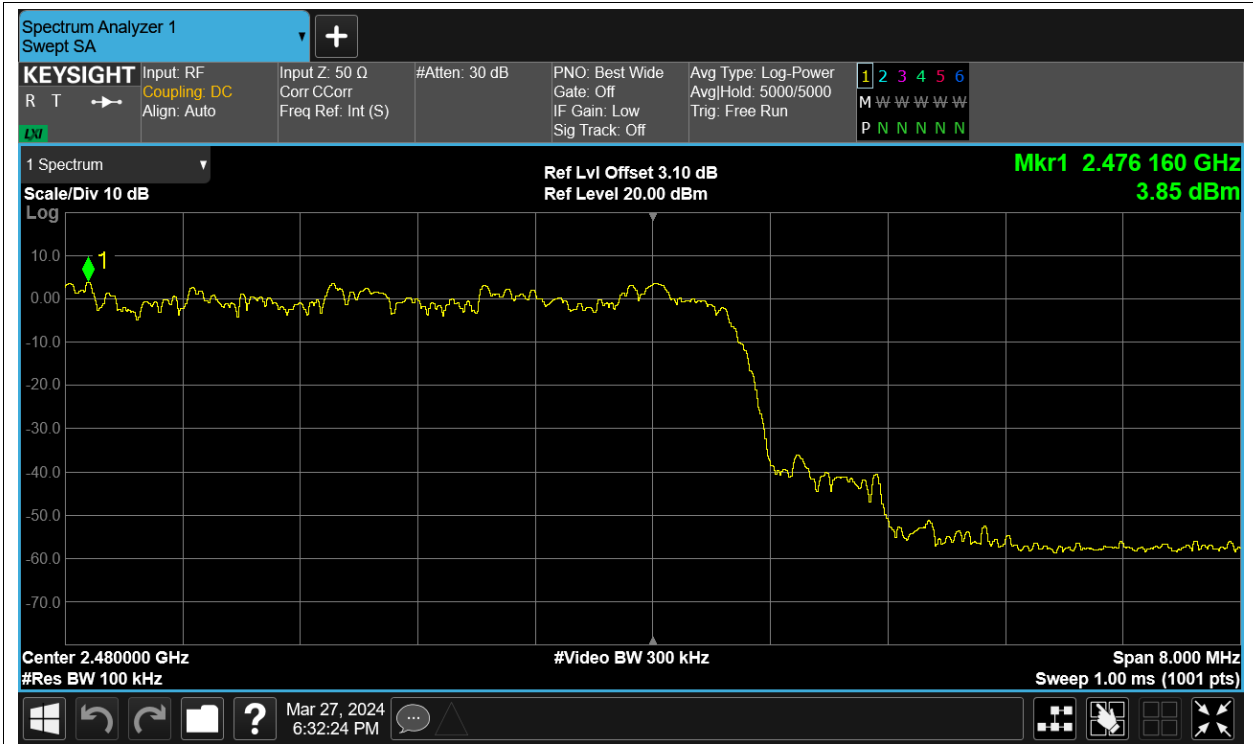 Spectrum Analyzer 1
Swept SA
KEYSIGHT
R T
LXI
Input: RF
Coupling: DC
Align: Auto
Input Z: 50 Ω
Corr CCorr
Freq Ref: Int (S)
#Atten: 30 dB
PNO: Best Wide
Gate: Off
IF Gain: Low
Sig Track: Off
Avg Type: Log-Power
Avg|Hold: 5000/5000
Trig: Free Run
1 2 3 4 5 6
M W W W W W
P N N N N N
1 Spectrum
Scale/Div 10 dB
Log
Ref Lvl Offset 3.10 dB
Ref Level 20.00 dBm
Mkr1 2.476 160 GHz
3.85 dBm
1
10.0
0.00
-10.0
-20.0
-30.0
-40.0
-50.0
-60.0
-70.0
Center 2.480000 GHz
#Res BW 100 kHz
#Video BW 300 kHz
Span 8.000 MHz
Sweep 1.00 ms (1001 pts)
?
Mar 27, 2024
6:32:24 PM